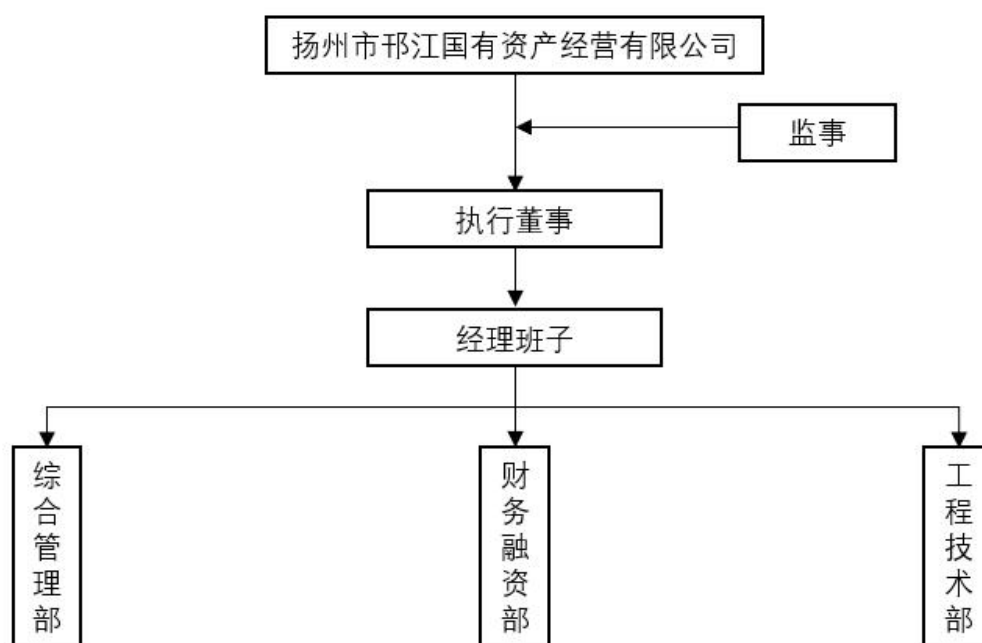 扬州市邗江国有资产经营有限公司
监事
执行董事
经理班子
综合管理部
财务融资部
工程技术部